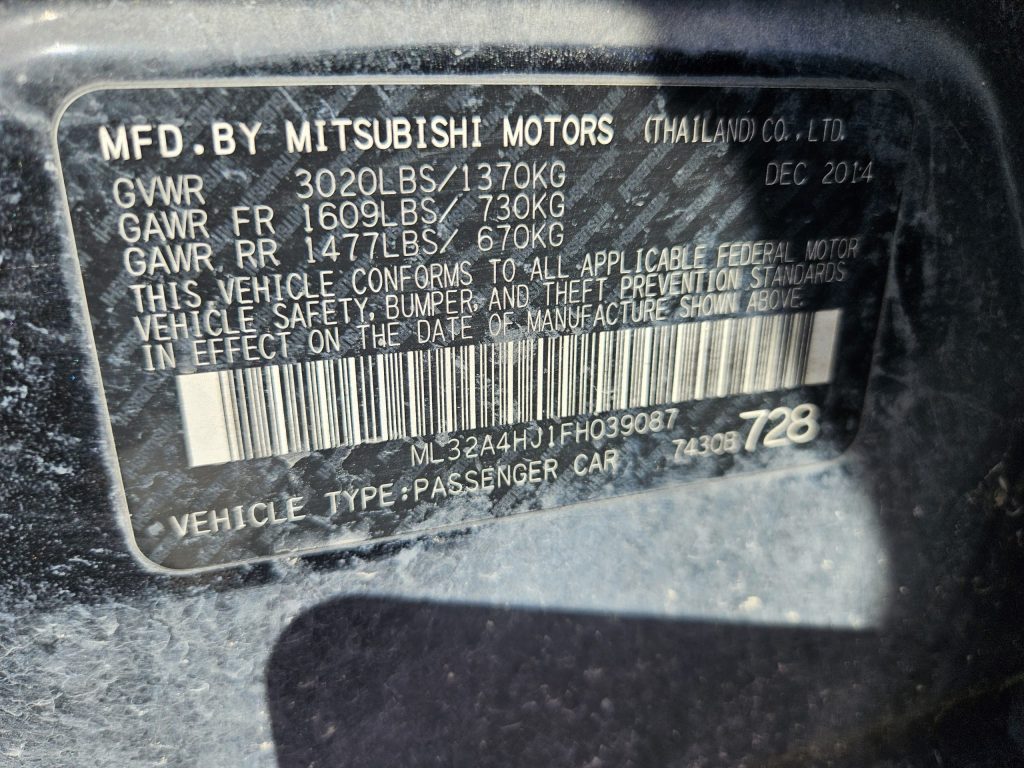 MFD.BY MITSUBISHI MOTORS (THAILAND) CO.,LTD.
GVWR 3020LBS/1370KG DEC 2014
GAWR FR 1609LBS/ 730KG
GAWR RR 1477LBS/ 670KG
THIS VEHICLE CONFORMS TO ALL APPLICABLE FEDERAL MOTOR
VEHICLE SAFETY, BUMPER, AND THEFT PREVENTION STANDARDS
IN EFFECT ON THE DATE OF MANUFACTURE SHOWN ABOVE.
ML32A4HJ1FH039087
VEHICLE TYPE:PASSENGER CAR 7430B 728